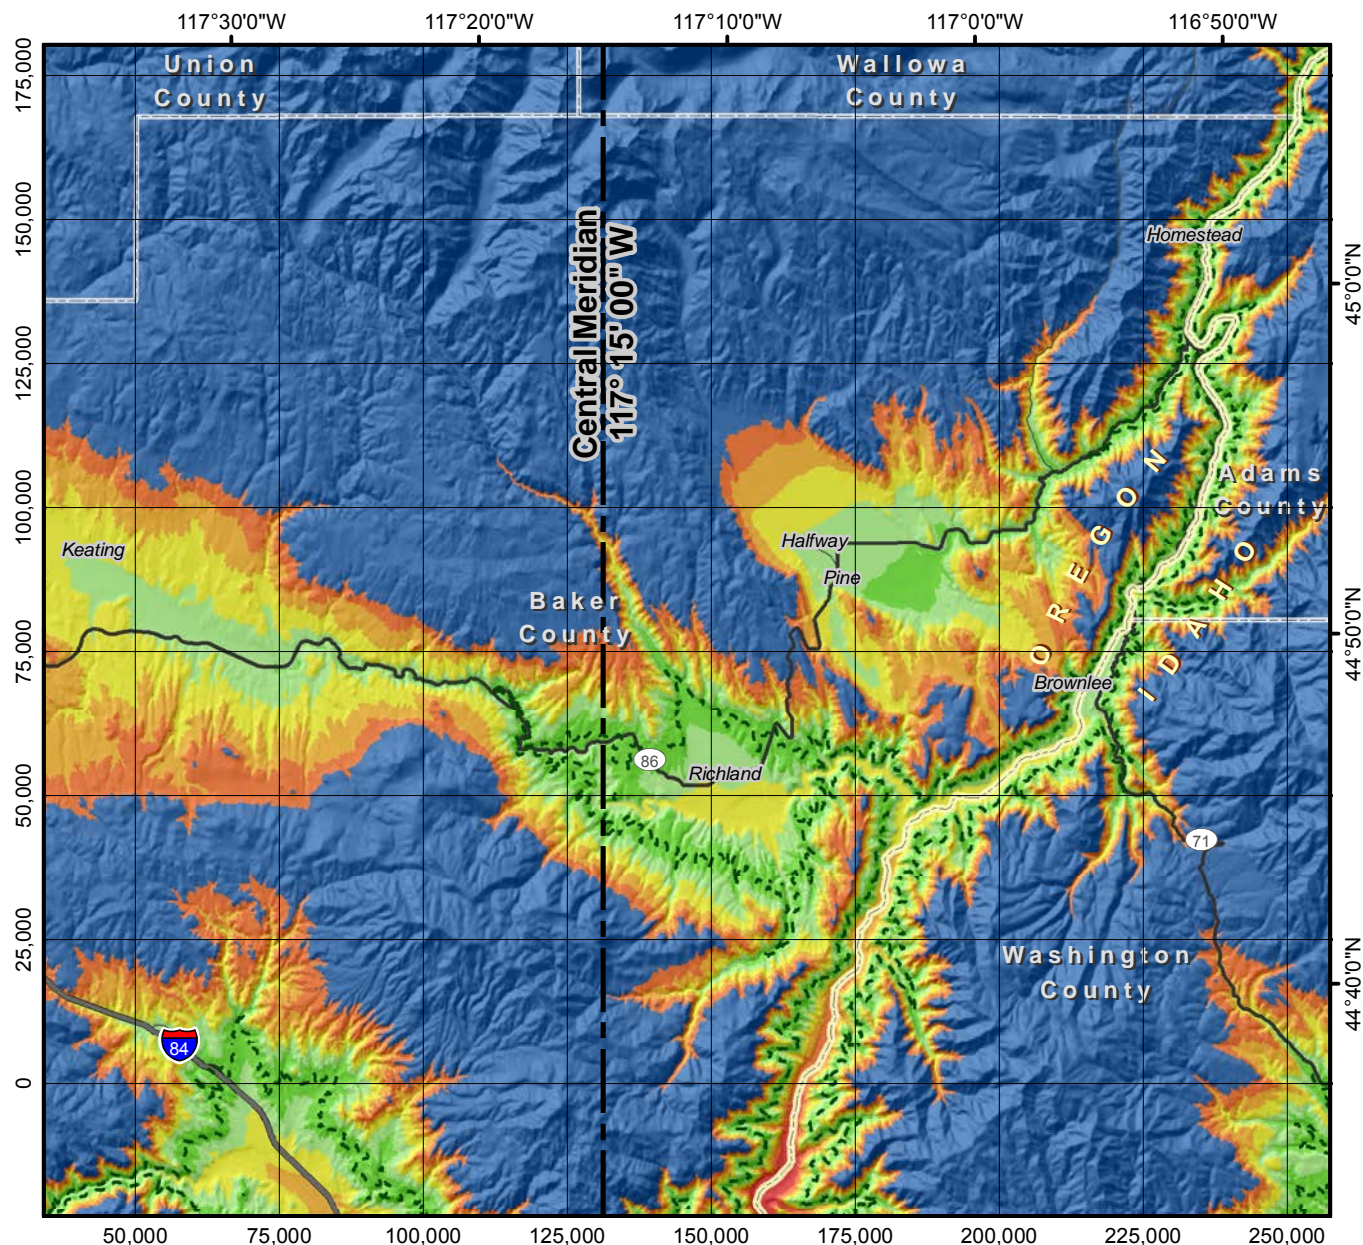 117°30'0"W
117°20'0"W
117°10'0"W
117°0'0"W
116°50'0"W
Union
County
Wallowa
County
175,000
150,000
125,000
100,000
75,000
50,000
25,000
0
Homestead
45°0'0"N
Central Meridian
117° 15' 00" W
Adams
County
OREGON
IDAHO
Keating
Halfway
Pine
Baker
County
44°50'0"N
Brownlee
86
Richland
71
Washington
County
44°40'0"N
84
50,000
75,000
100,000
125,000
150,000
175,000
200,000
225,000
250,000